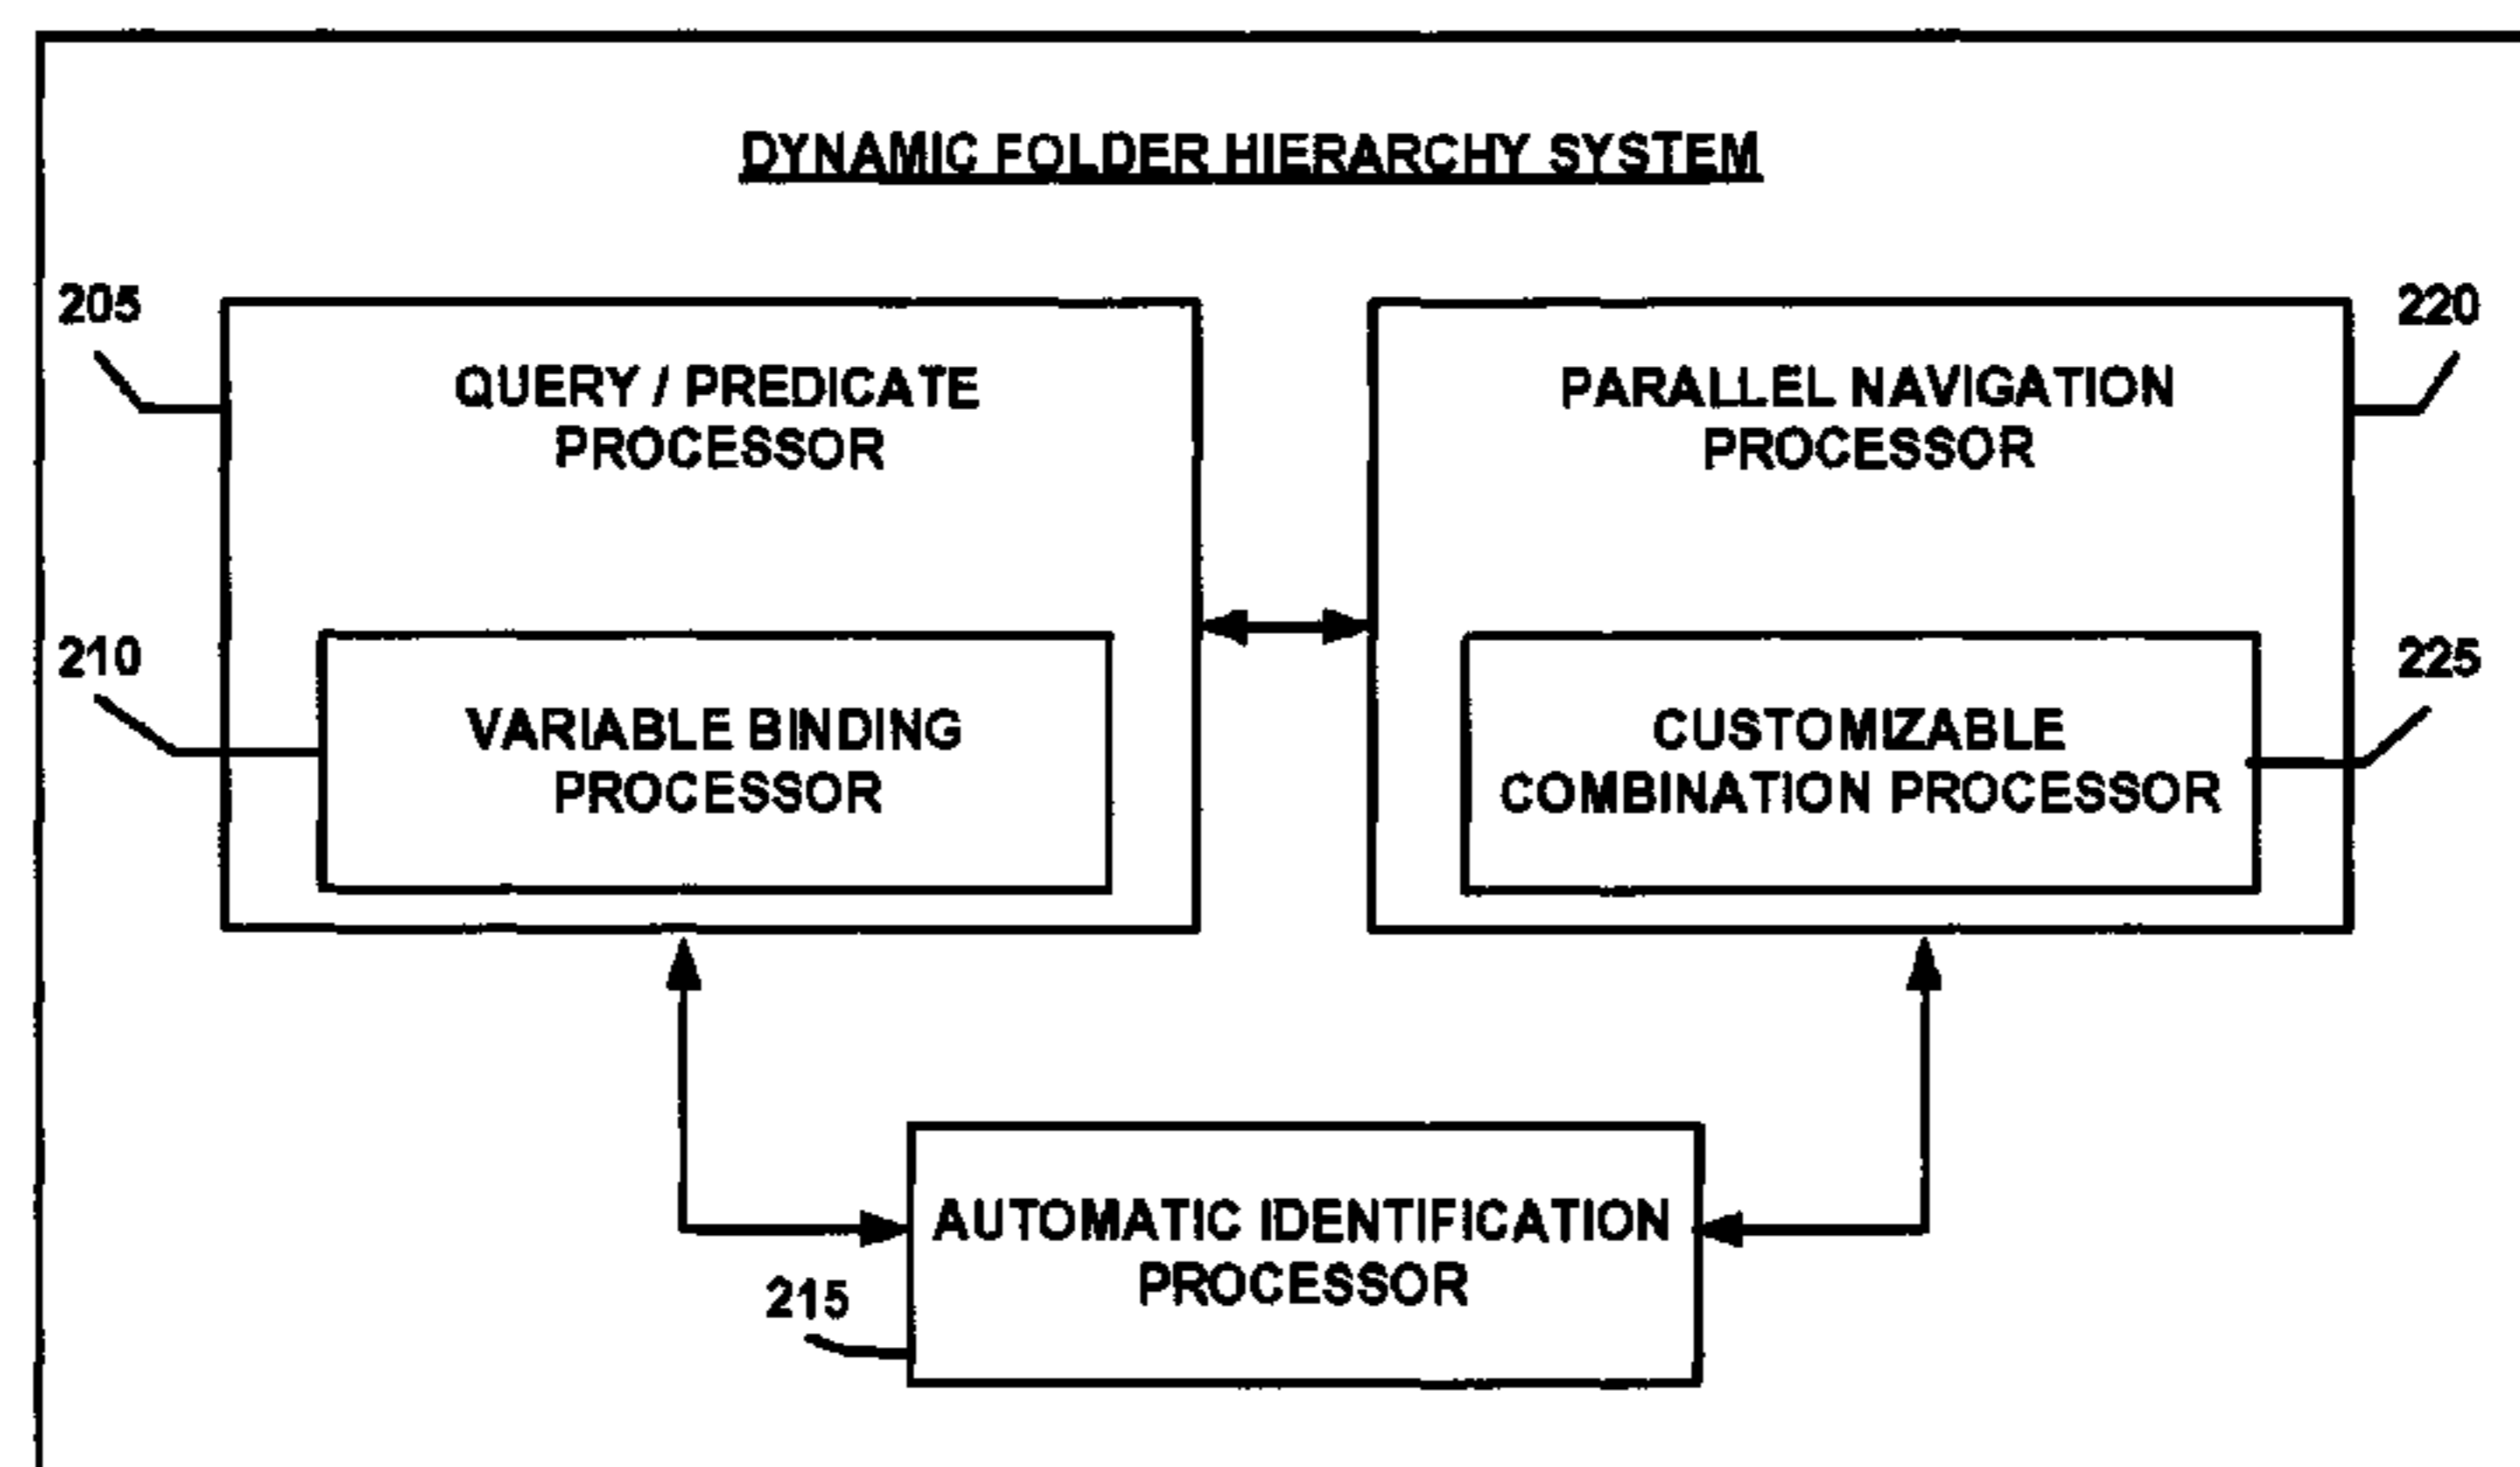 DYNAMIC FOLDER HIERARCHY SYSTEM
205
220
QUERY / PREDICATE
PROCESSOR
PARALLEL NAVIGATION
PROCESSOR
210
225
VARIABLE BINDING
PROCESSOR
CUSTOMIZABLE
COMBINATION PROCESSOR
AUTOMATIC IDENTIFICATION
PROCESSOR
215